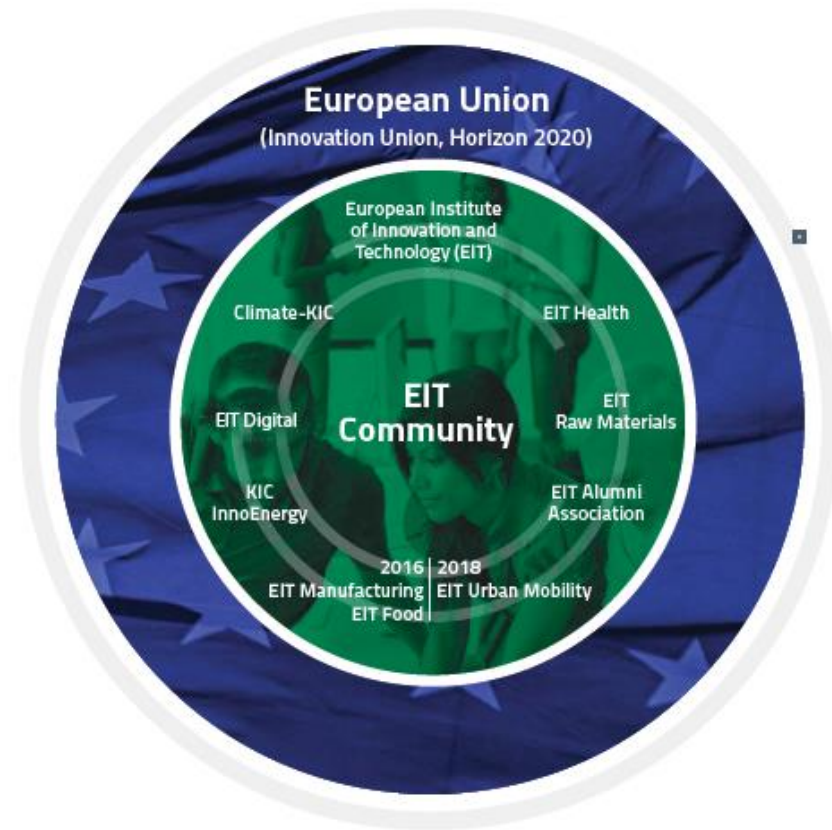 European Union
(Innovation Union, Horizon 2020)
European Institute
of Innovation and
Technology (EIT)
Climate-KIC
EIT Health
EIT Digital
EIT
Community
EIT
Raw Materials
KIC
InnoEnergy
EIT Alumni
Association
2016
EIT Manufacturing
EIT Food
2018
EIT Urban Mobility